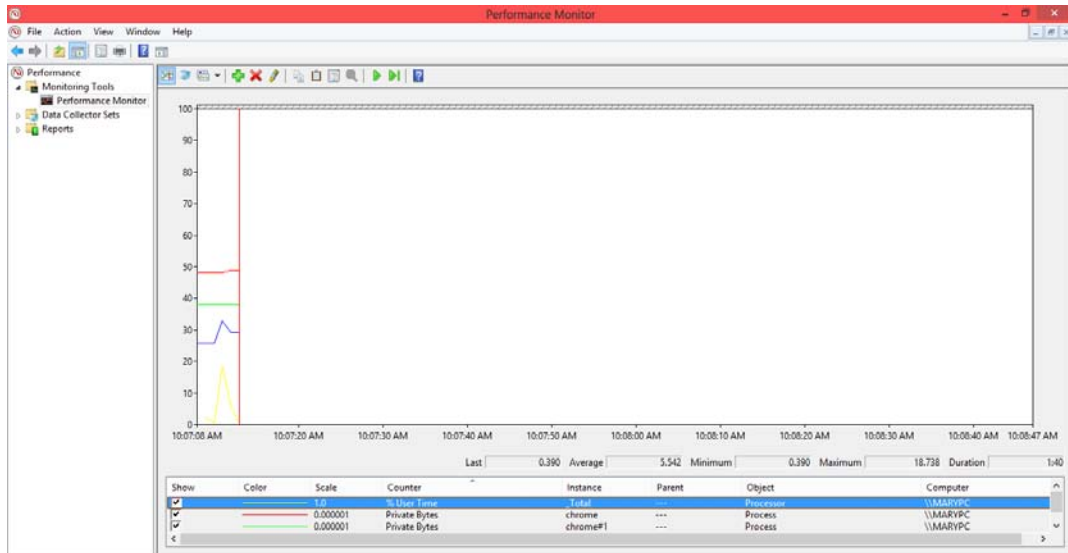 Performance Monitor
File Action View Window Help
Performance
Monitoring Tools
Performance Monitor
Data Collector Sets
Reports
100
90
80
70
60
50
40
30
20
10
0
10:07:08 AM 10:07:20 AM 10:07:30 AM 10:07:40 AM 10:07:50 AM 10:08:00 AM 10:08:10 AM 10:08:20 AM 10:08:30 AM 10:08:40 AM 10:08:47 AM
Last 0.390 Average 5.542 Minimum 0.390 Maximum 18.738 Duration 1:40
Show Color Scale Counter Instance Parent Object Computer
1.0 % User Time _Total --- Processor \\MARYPC
0.000001 Private Bytes chrome --- Process \\MARYPC
0.000001 Private Bytes chrome#1 --- Process \\MARYPC